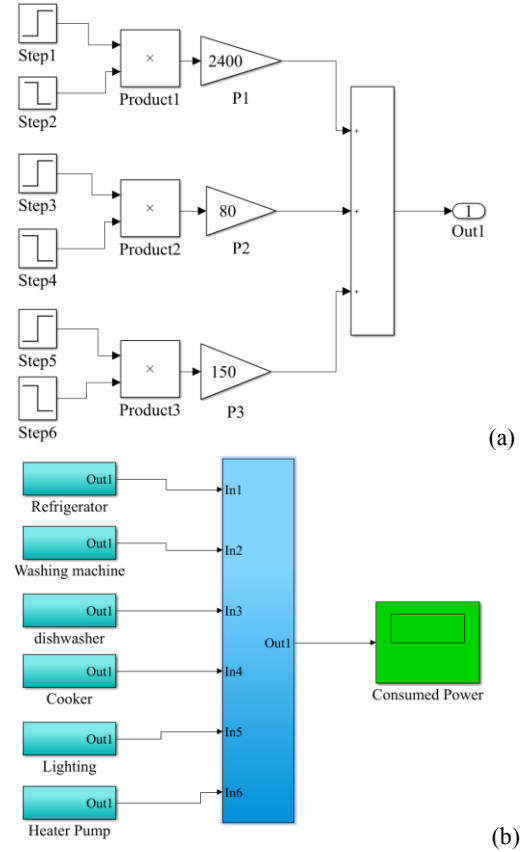 Step1
×
2400
Product1
P1
Step2
+
Step3
×
80
+
1
Product2
P2
Out1
Step4
+
Step5
×
150
Product3
P3
Step6
(a)
Out1
In1
Refrigerator
Out1
In2
Washing machine
Out1
In3
dishwasher
Out1
Out1
In4
Cooker
Consumed Power
Out1
In5
Lighting
Out1
In6
Heater Pump
(b)